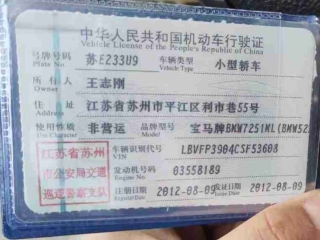 中华人民共和国机动车行驶证
Vehicle License of the People's Republic of China
号牌号码 苏E233U9 车辆类型 小型轿车
Plate No. Vehicle Type
所有人 王志刚
Owner
住址 江苏省苏州市平江区利市巷55号
Address
使用性质 非营运 品牌型号 宝马牌BMW7251ML(BMW52
Use Character Model
江苏省苏州 车辆识别代号 LBVFP3904CSF53608
VIN
市公安局交通 发动机号码 03558189
Engine No.
巡逻警察支队 注册日期 2012-08-09 发证日期 2012-08-09
Register Date Issue Date